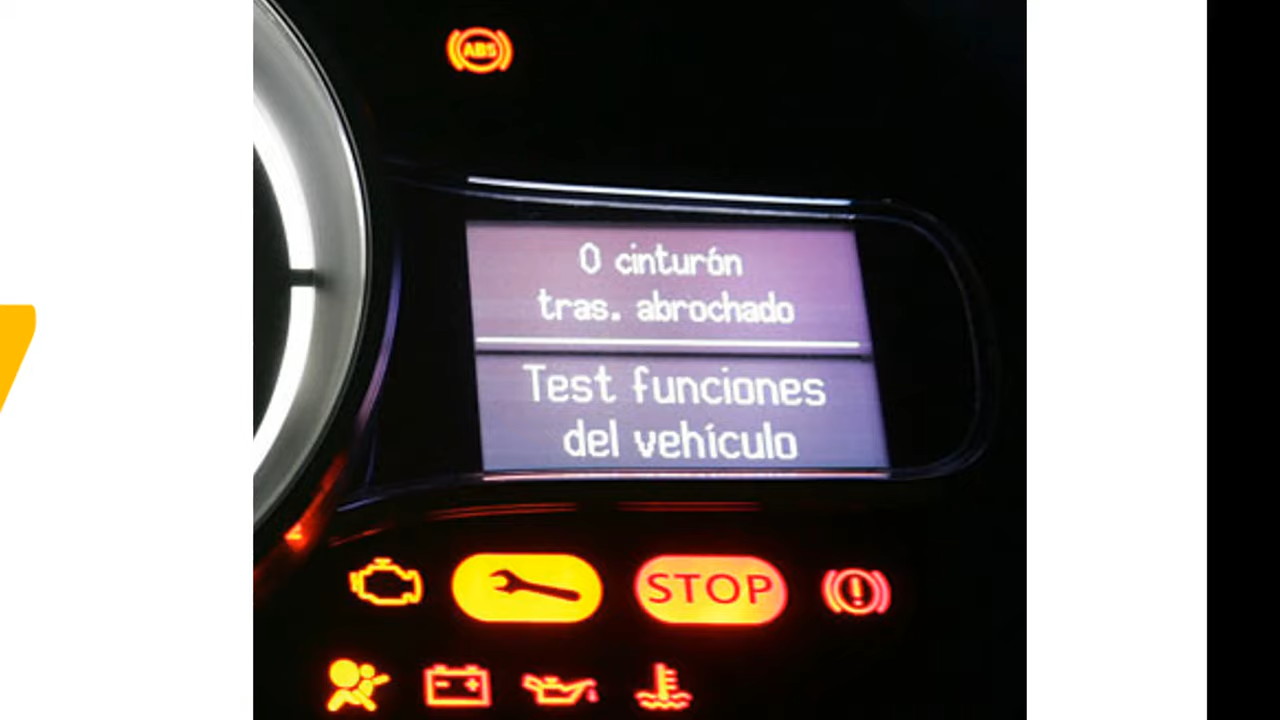 ABS
0 cinturón
tras. abrochado
Test funciones
del vehículo
STOP